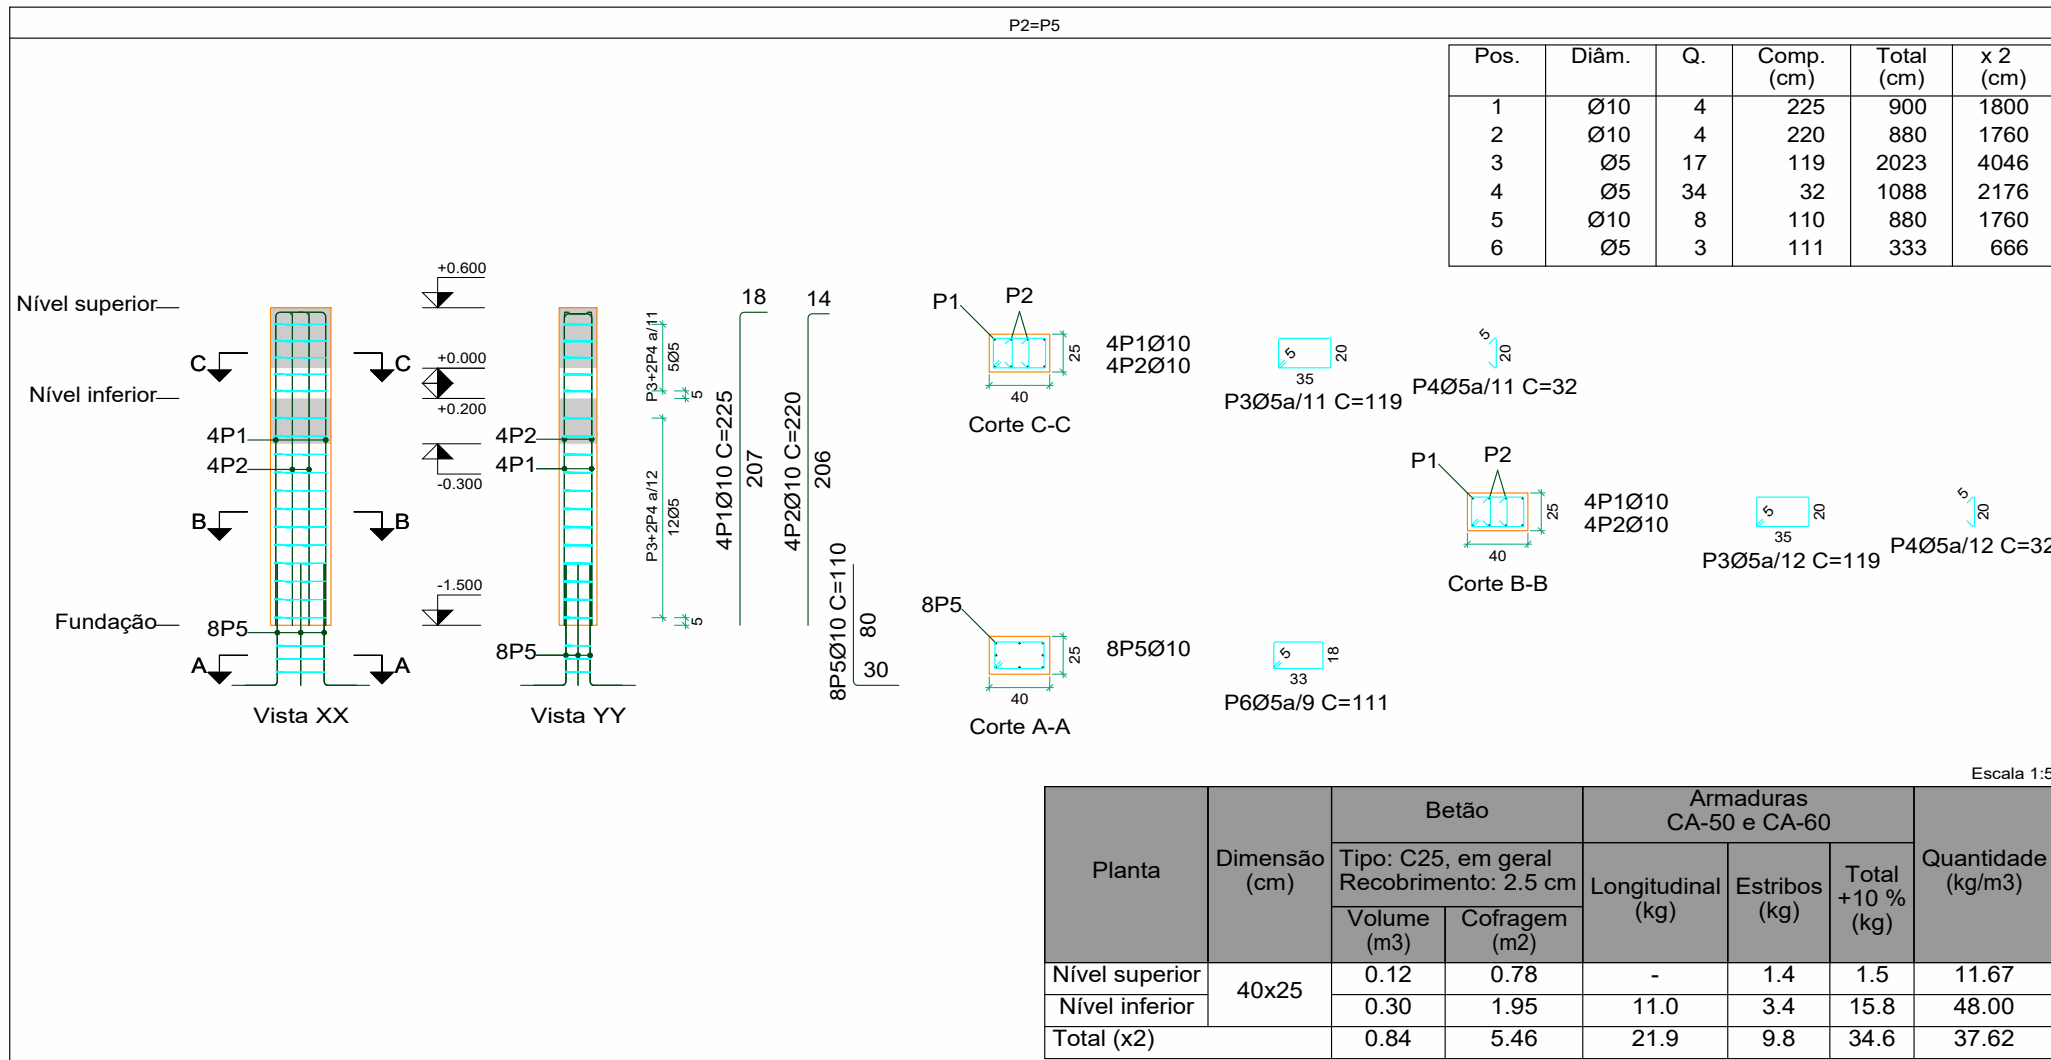 P2=P5
Pos. Diâm. Q. Comp. (cm) Total (cm) x 2 (cm)
1 Ø10 4 225 900 1800
2 Ø10 4 220 880 1760
3 Ø5 17 119 2023 4046
4 Ø5 34 32 1088 2176
5 Ø10 8 110 880 1760
6 Ø5 3 111 333 666
Nível superior
Nível inferior
Fundação
C C
B B
A A
4P1
4P2
8P5
Vista XX
+0.600
+0.000
+0.200
-0.300
-1.500
4P2
4P1
8P5
Vista YY
P3+2P4 a/11
5Ø5
5
P3+2P4 a/12
12Ø5
5
18
4P1Ø10 C=225
207
14
4P2Ø10 C=220
206
8P5Ø10 C=110
80
30
P1 P2
25
40
4P1Ø10
4P2Ø10
Corte C-C
5
20
35
P3Ø5a/11 C=119
5
20
P4Ø5a/11 C=32
P1 P2
25
40
4P1Ø10
4P2Ø10
Corte B-B
5
20
35
P3Ø5a/12 C=119
5
20
P4Ø5a/12 C=32
8P5
25
40
8P5Ø10
Corte A-A
5
18
33
P6Ø5a/9 C=111
Escala 1:5
Planta
Dimensão
(cm)
Betão
Tipo: C25, em geral
Recobrimento: 2.5 cm
Volume
(m3)
Cofragem
(m2)
Armaduras
CA-50 e CA-60
Longitudinal
(kg)
Estribos
(kg)
Total
+10 %
(kg)
Quantidade
(kg/m3)
Nível superior 40x25 0.12 0.78 - 1.4 1.5 11.67
Nível inferior 0.30 1.95 11.0 3.4 15.8 48.00
Total (x2) 0.84 5.46 21.9 9.8 34.6 37.62